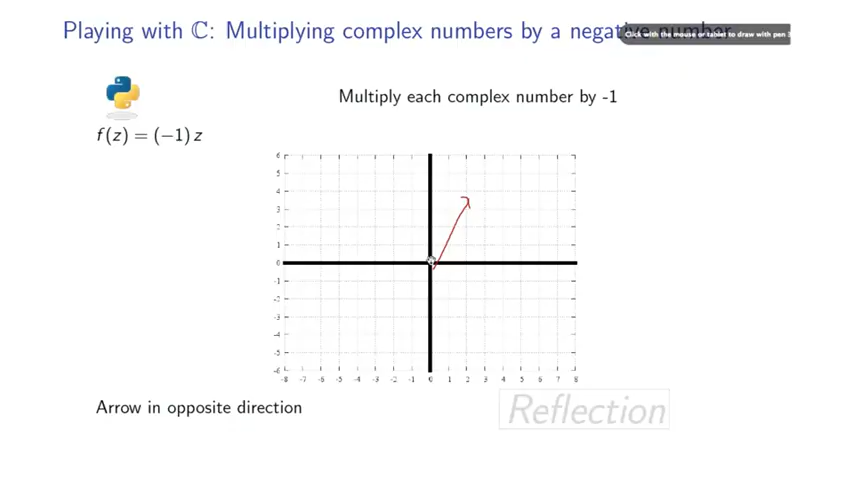 Playing with ℂ: Multiplying complex numbers by a negative number
Click with the mouse or tablet to draw with pen
Multiply each complex number by -1
f(z) = (−1) z
6
5
4
3
2
1
0
-1
-2
-3
-4
-5
-6
-8 -7 -6 -5 -4 -3 -2 -1 0 1 2 3 4 5 6 7 8
Arrow in opposite direction
Reflection